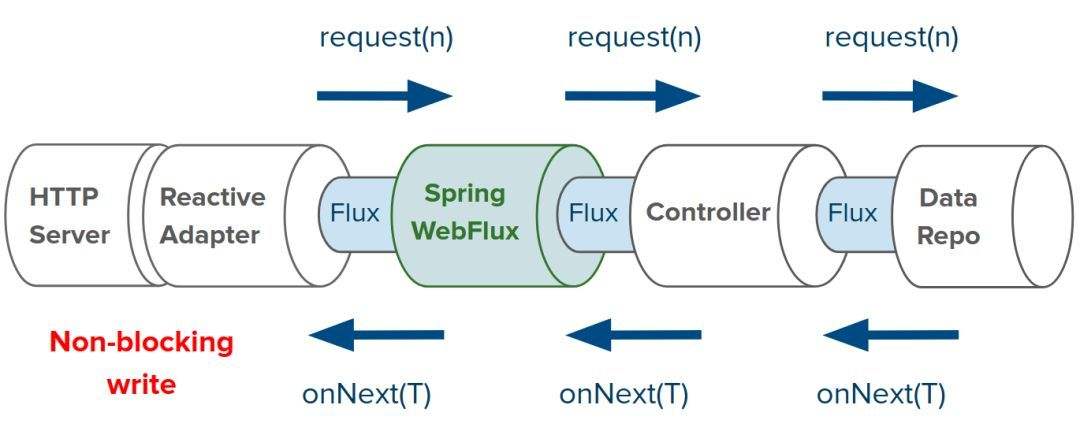 request(n) request(n) request(n)
HTTP
Server
Reactive
Adapter
Flux
Spring
WebFlux
Flux
Controller
Flux
Data
Repo
Non-blocking
write
onNext(T) onNext(T) onNext(T)